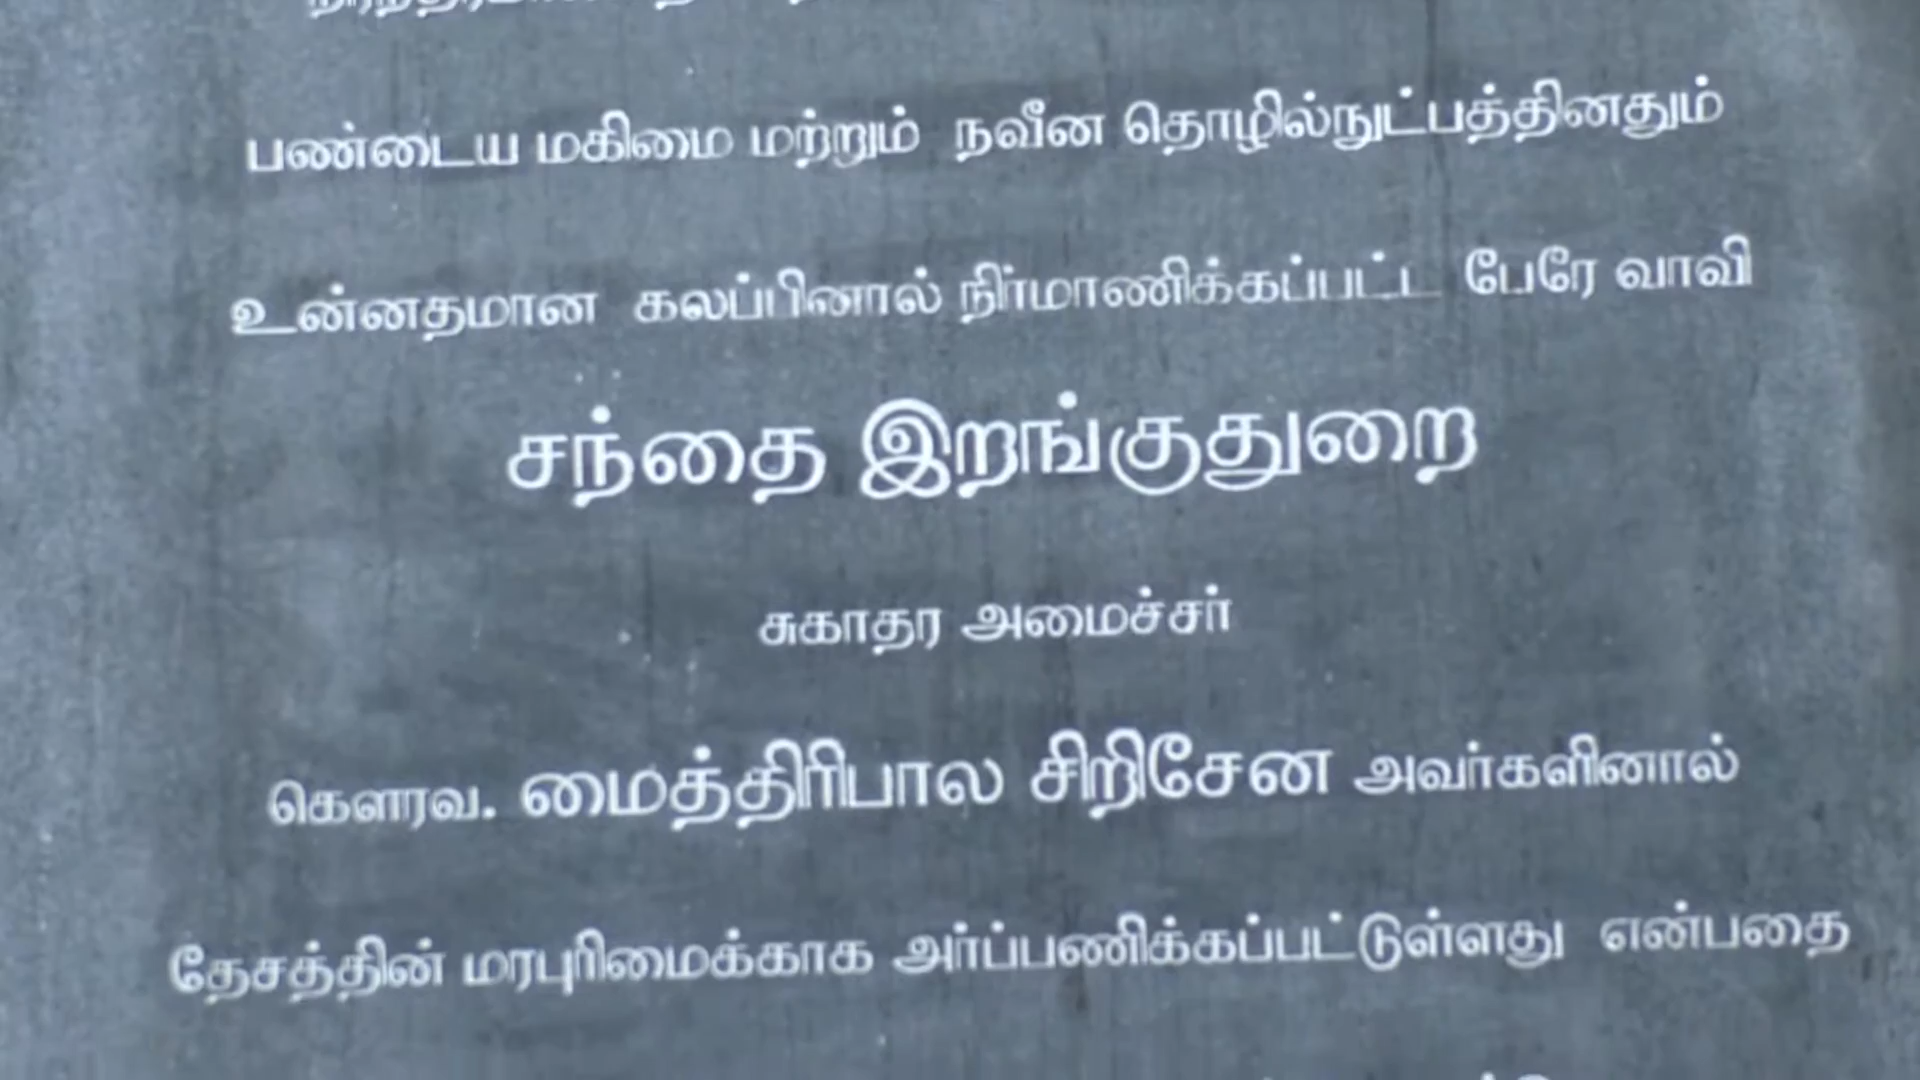 பண்டைய மகிமை மற்றும் நவீன தொழில்நுட்பத்தினதும்
உன்னதமான கலப்பினால் நிர்மாணிக்கப்பட்ட பேரே வாவி
சந்தை இறங்குதுறை
சுகாதர அமைச்சர்
கௌரவ. மைத்திரிபால சிறிசேன அவர்களினால்
தேசத்தின் மரபுரிமைக்காக அர்ப்பணிக்கப்பட்டுள்ளது என்பதை